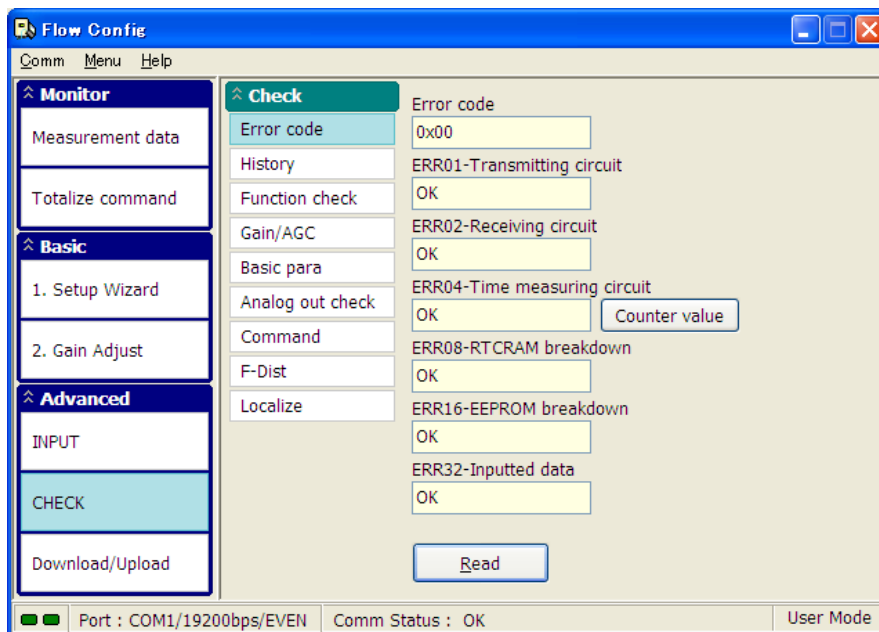 Flow Config
Comm Menu Help
Monitor
Measurement data
Totalize command
Basic
1. Setup Wizard
2. Gain Adjust
Advanced
INPUT
CHECK
Download/Upload
Check
Error code
History
Function check
Gain/AGC
Basic para
Analog out check
Command
F-Dist
Localize
Error code
0x00
ERR01-Transmitting circuit
OK
ERR02-Receiving circuit
OK
ERR04-Time measuring circuit
OK Counter value
ERR08-RTCRAM breakdown
OK
ERR16-EEPROM breakdown
OK
ERR32-Inputted data
OK
Read
Port : COM1/19200bps/EVEN Comm Status : OK User Mode